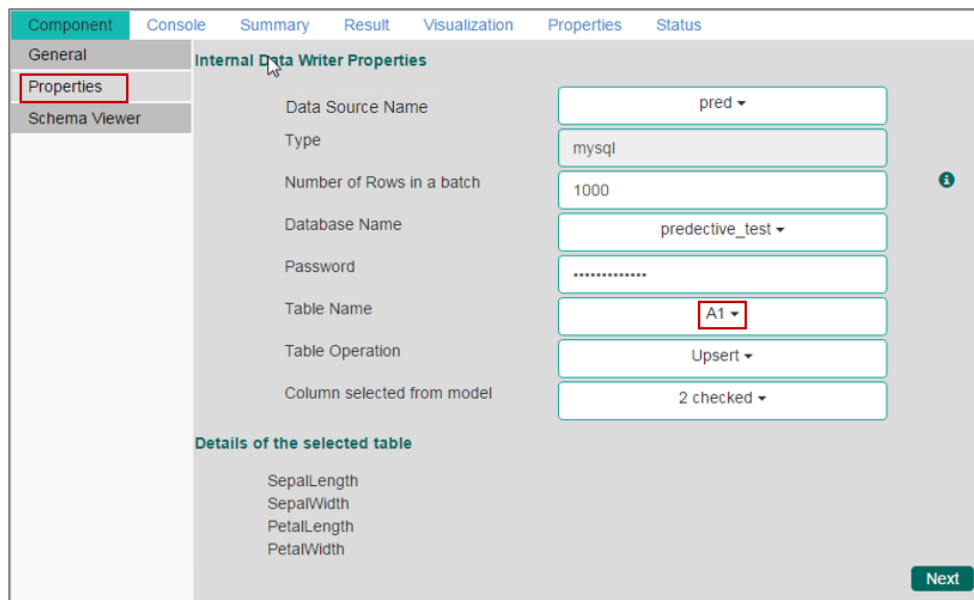 Component Console Summary Result Visualization Properties Status
General
Properties
Schema Viewer
Internal Data Writer Properties
Data Source Name pred
Type mysql
Number of Rows in a batch 1000
Database Name predective_test
Password •••••••••••••
Table Name A1
Table Operation Upsert
Column selected from model 2 checked
Details of the selected table
SepalLength
SepalWidth
PetalLength
PetalWidth
Next